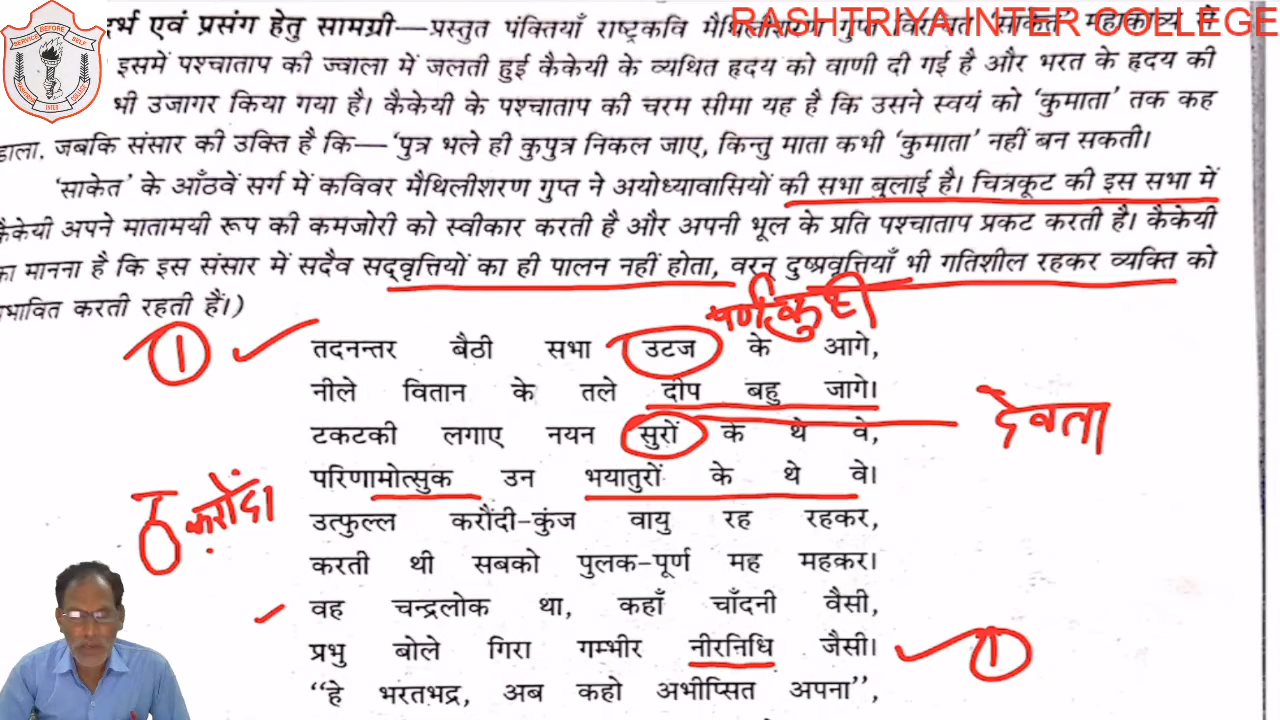 RASHTRIYA INTER COLLEGE
SERVICE BEFORE SELF
INTER
र्भ एवं प्रसंग हेतु सामग्री—प्रस्तुत पंक्तियाँ राष्ट्रकवि मैथिलीशरण गुप्त विरचित 'साकेत' महाकाव्य से
इसमें पश्चाताप की ज्वाला में जलती हुई कैकेयी के व्यथित हृदय को वाणी दी गई है और भरत के हृदय की
भी उजागर किया गया है। कैकेयी के पश्चाताप की चरम सीमा यह है कि उसने स्वयं को 'कुमाता' तक कह
डाला, जबकि संसार की उक्ति है कि— 'पुत्र भले ही कुपुत्र निकल जाए, किन्तु माता कभी 'कुमाता' नहीं बन सकती।
'साकेत' के आँठवें सर्ग में कविवर मैथिलीशरण गुप्त ने अयोध्यावासियों की सभा बुलाई है। चित्रकूट की इस सभा में
कैकेयी अपने मातामयी रूप की कमजोरी को स्वीकार करती है और अपनी भूल के प्रति पश्चाताप प्रकट करती है। कैकेयी
का मानना है कि इस संसार में सदैव सद्वृत्तियों का ही पालन नहीं होता, वरन् दुष्प्रवृत्तियाँ भी गतिशील रहकर व्यक्ति को
प्रभावित करती रहती हैं।)
पर्ण कुटी
① तदनन्तर बैठी सभा उटज के आगे,
नीले वितान के तले दीप बहु जागे।
टकटकी लगाए नयन सुरों के थे वे, देवता
परिणामोत्सुक उन भयातुरों के थे वे।
करोंदा
उत्फुल्ल करौंदी-कुंज वायु रह रहकर,
करती थी सबको पुलक-पूर्ण मह महकर।
वह चन्द्रलोक था, कहाँ चाँदनी वैसी,
प्रभु बोले गिरा गम्भीर नीरनिधि जैसी। ①
"हे भरतभद्र, अब कहो अभीप्सित अपना",